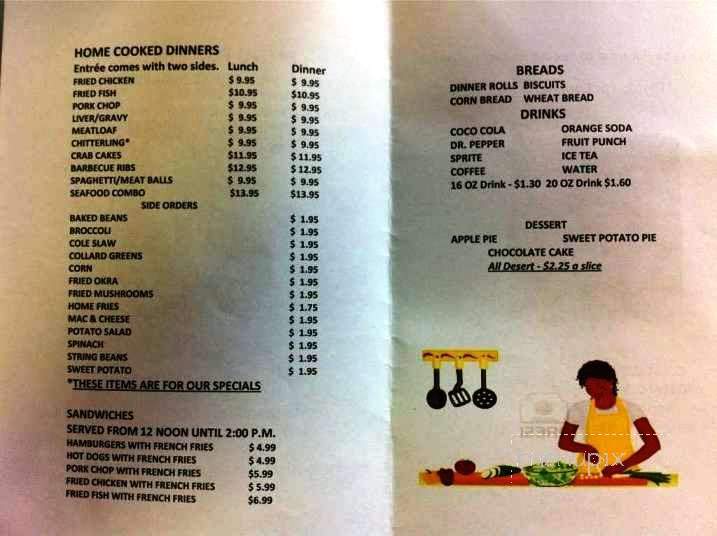 HOME COOKED DINNERS
Entrée comes with two sides. Lunch Dinner
FRIED CHICKEN $ 9.95 $ 9.95
FRIED FISH $10.95 $10.95
PORK CHOP $ 9.95 $ 9.95
LIVER/GRAVY $ 9.95 $ 9.95
MEATLOAF $ 9.95 $ 9.95
CHITTERLING* $ 9.95 $ 9.95
CRAB CAKES $11.95 $11.95
BARBECUE RIBS $12.95 $12.95
SPAGHETTI/MEAT BALLS $ 9.95 $ 9.95
SEAFOOD COMBO $13.95 $13.95
SIDE ORDERS
BAKED BEANS $ 1.95
BROCCOLI $ 1.95
COLE SLAW $ 1.95
COLLARD GREENS $ 1.95
CORN $ 1.95
FRIED OKRA $ 1.95
FRIED MUSHROOMS $ 1.95
HOME FRIES $ 1.75
MAC & CHEESE $ 1.95
POTATO SALAD $ 1.95
SPINACH $ 1.95
STRING BEANS $ 1.95
SWEET POTATO $ 1.95
*THESE ITEMS ARE FOR OUR SPECIALS
SANDWICHES
SERVED FROM 12 NOON UNTIL 2:00 P.M.
HAMBURGERS WITH FRENCH FRIES $ 4.99
HOT DOGS WITH FRENCH FRIES $ 4.99
PORK CHOP WITH FRENCH FRIES $5.99
FRIED CHICKEN WITH FRENCH FRIES $ 5.99
FRIED FISH WITH FRENCH FRIES $6.99
BREADS
DINNER ROLLS BISCUITS
CORN BREAD WHEAT BREAD
DRINKS
COCO COLA ORANGE SODA
DR. PEPPER FRUIT PUNCH
SPRITE ICE TEA
COFFEE WATER
16 OZ Drink - $1.30 20 OZ Drink $1.60
DESSERT
APPLE PIE SWEET POTATO PIE
CHOCOLATE CAKE
All Desert - $2.25 a slice